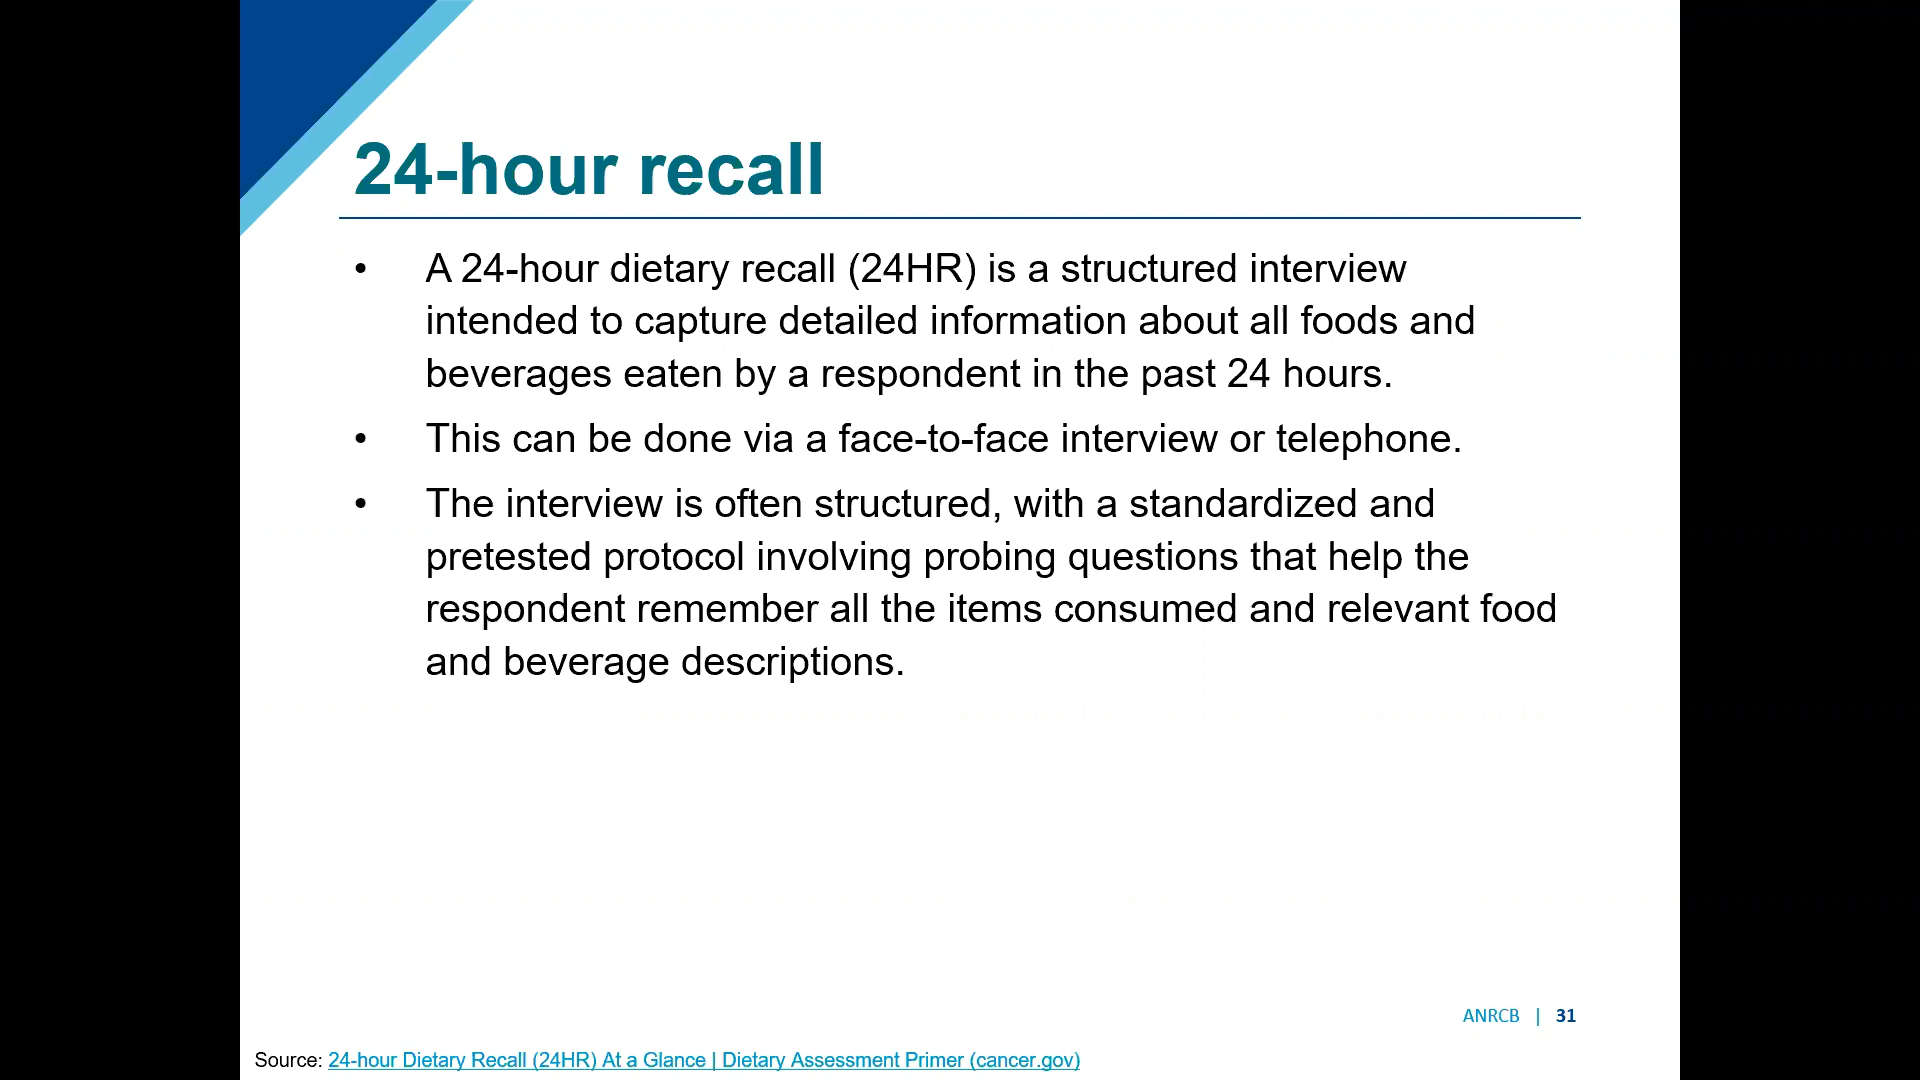 24-hour recall
• A 24-hour dietary recall (24HR) is a structured interview
intended to capture detailed information about all foods and
beverages eaten by a respondent in the past 24 hours.
• This can be done via a face-to-face interview or telephone.
• The interview is often structured, with a standardized and
pretested protocol involving probing questions that help the
respondent remember all the items consumed and relevant food
and beverage descriptions.
ANRCB | 31
Source: 24-hour Dietary Recall (24HR) At a Glance | Dietary Assessment Primer (cancer.gov)